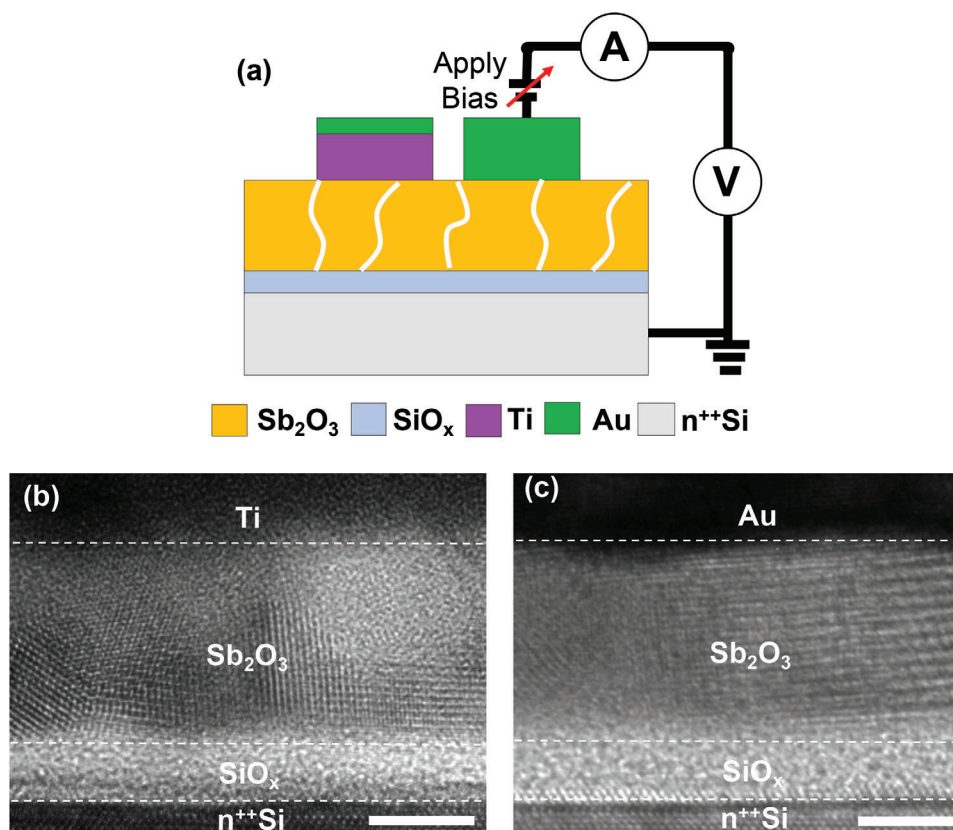 (a)
Apply
Bias
A
V
Sb₂O₃
SiOₓ
Ti
Au
n⁺⁺Si
(b)
Ti
Sb₂O₃
SiOₓ
n⁺⁺Si
(c)
Au
Sb₂O₃
SiOₓ
n⁺⁺Si